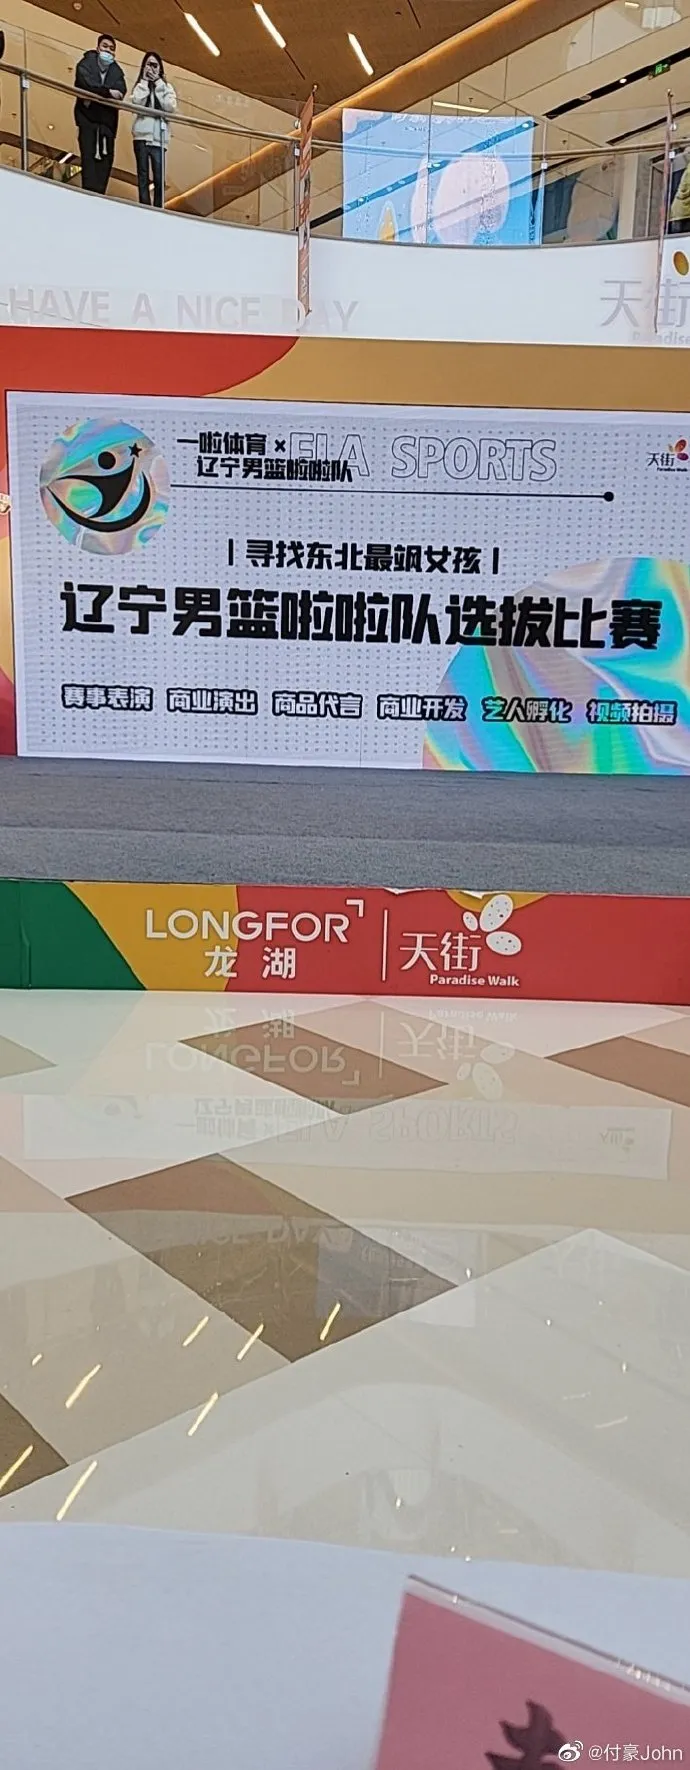 HAVE A NICE DAY
天街
Paradise
一啦体育 ×
辽宁男篮啦啦队
ELA SPORTS
天街
Paradise Walk
寻找东北最飒女孩
辽宁男篮啦啦队选拔比赛
赛事表演 商业演出 商品代言 商业开发 艺人孵化 视频拍摄
LONGFOR
龙湖
天街
Paradise Walk
@付豪John